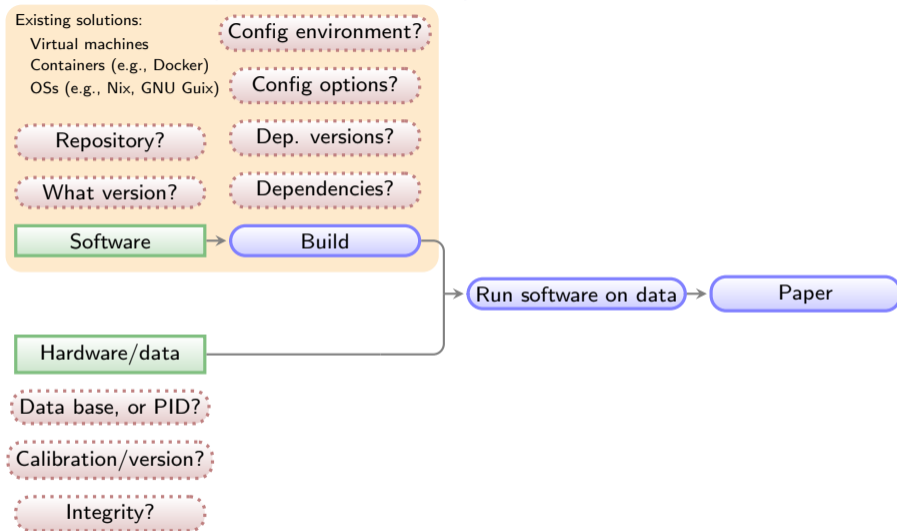 Existing solutions:
Virtual machines
Containers (e.g., Docker)
OSs (e.g., Nix, GNU Guix)
Config environment?
Config options?
Repository?
Dep. versions?
What version?
Dependencies?
Software
Build
Run software on data
Paper
Hardware/data
Data base, or PID?
Calibration/version?
Integrity?